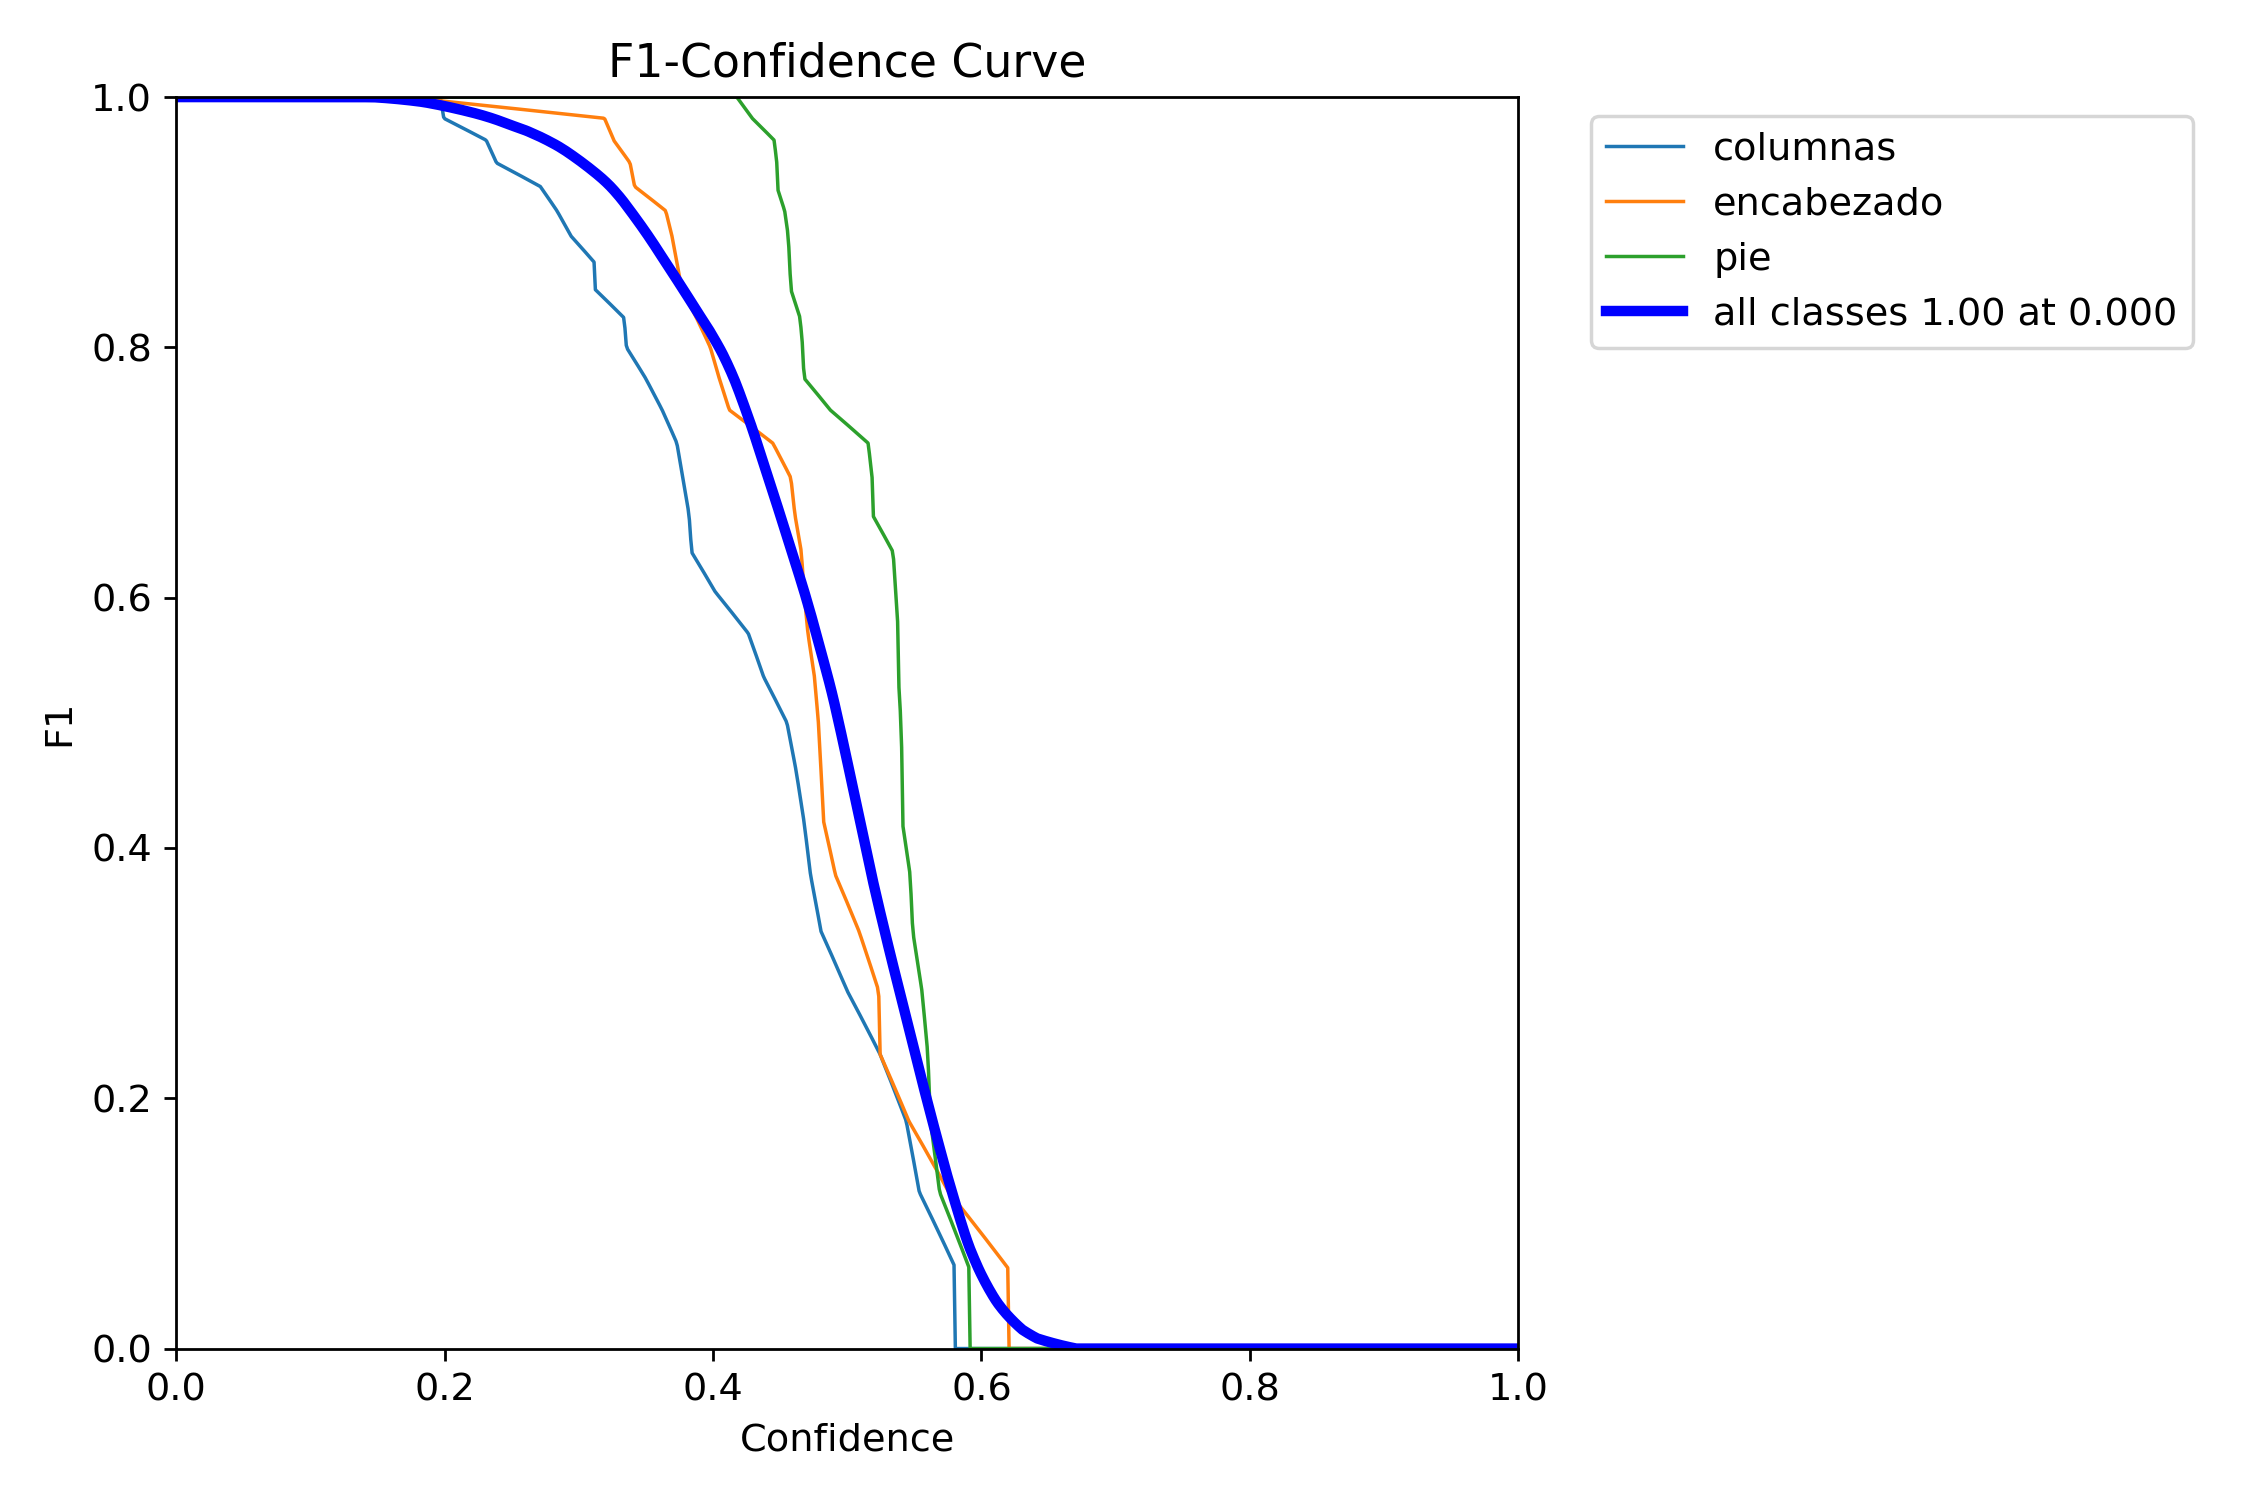 F1-Confidence Curve
1.0
0.8
0.6
0.4
0.2
0.0
F1
0.0 0.2 0.4 0.6 0.8 1.0
Confidence
columnas
encabezado
pie
all classes 1.00 at 0.000